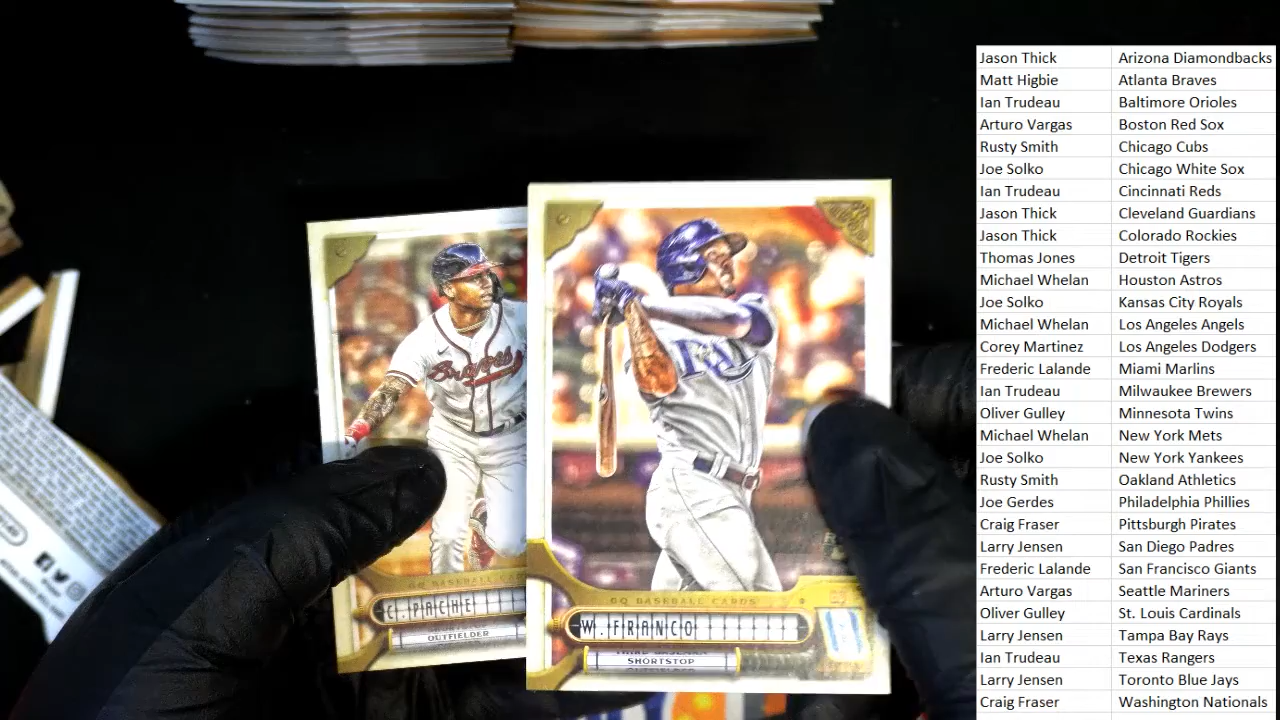 Braves
GQ BASEBALL CARDS
C. PACHE
OUTFIELDER
GQ BASEBALL CARDS
W. FRANCO
SHORTSTOP
Jason Thick Arizona Diamondbacks
Matt Higbie Atlanta Braves
Ian Trudeau Baltimore Orioles
Arturo Vargas Boston Red Sox
Rusty Smith Chicago Cubs
Joe Solko Chicago White Sox
Ian Trudeau Cincinnati Reds
Jason Thick Cleveland Guardians
Jason Thick Colorado Rockies
Thomas Jones Detroit Tigers
Michael Whelan Houston Astros
Joe Solko Kansas City Royals
Michael Whelan Los Angeles Angels
Corey Martinez Los Angeles Dodgers
Frederic Lalande Miami Marlins
Ian Trudeau Milwaukee Brewers
Oliver Gulley Minnesota Twins
Michael Whelan New York Mets
Joe Solko New York Yankees
Rusty Smith Oakland Athletics
Joe Gerdes Philadelphia Phillies
Craig Fraser Pittsburgh Pirates
Larry Jensen San Diego Padres
Frederic Lalande San Francisco Giants
Arturo Vargas Seattle Mariners
Oliver Gulley St. Louis Cardinals
Larry Jensen Tampa Bay Rays
Ian Trudeau Texas Rangers
Larry Jensen Toronto Blue Jays
Craig Fraser Washington Nationals